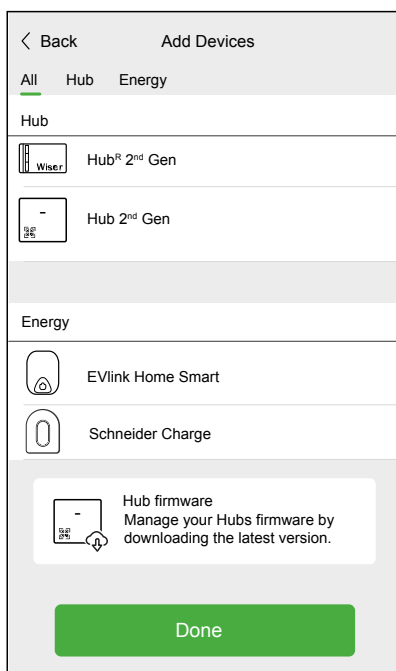 Back Add Devices
All Hub Energy
Hub
Wiser Hubᴿ 2ⁿᵈ Gen
Hub 2ⁿᵈ Gen
Energy
EVlink Home Smart
Schneider Charge
Hub firmware
Manage your Hubs firmware by
downloading the latest version.
Done